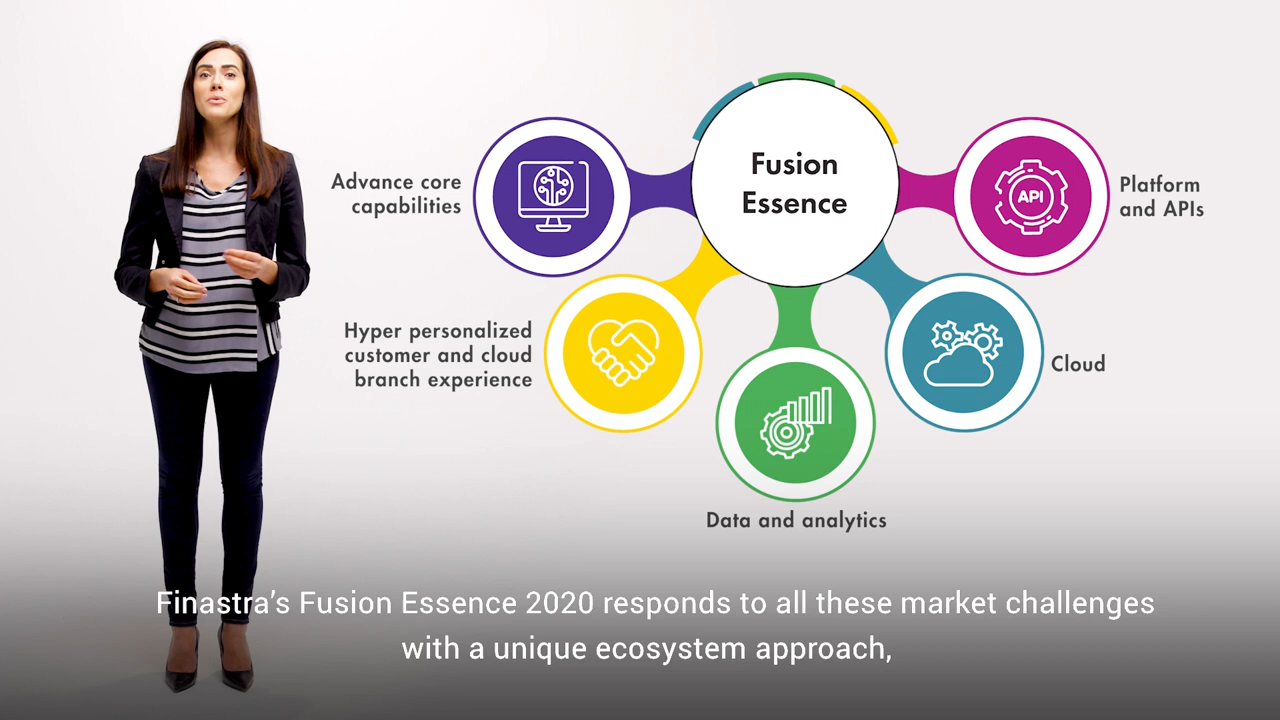 Fusion
Essence
Advance core
capabilities
API
Platform
and APIs
Hyper personalized
customer and cloud
branch experience
Cloud
Data and analytics
Finastra’s Fusion Essence 2020 responds to all these market challenges
with a unique ecosystem approach,